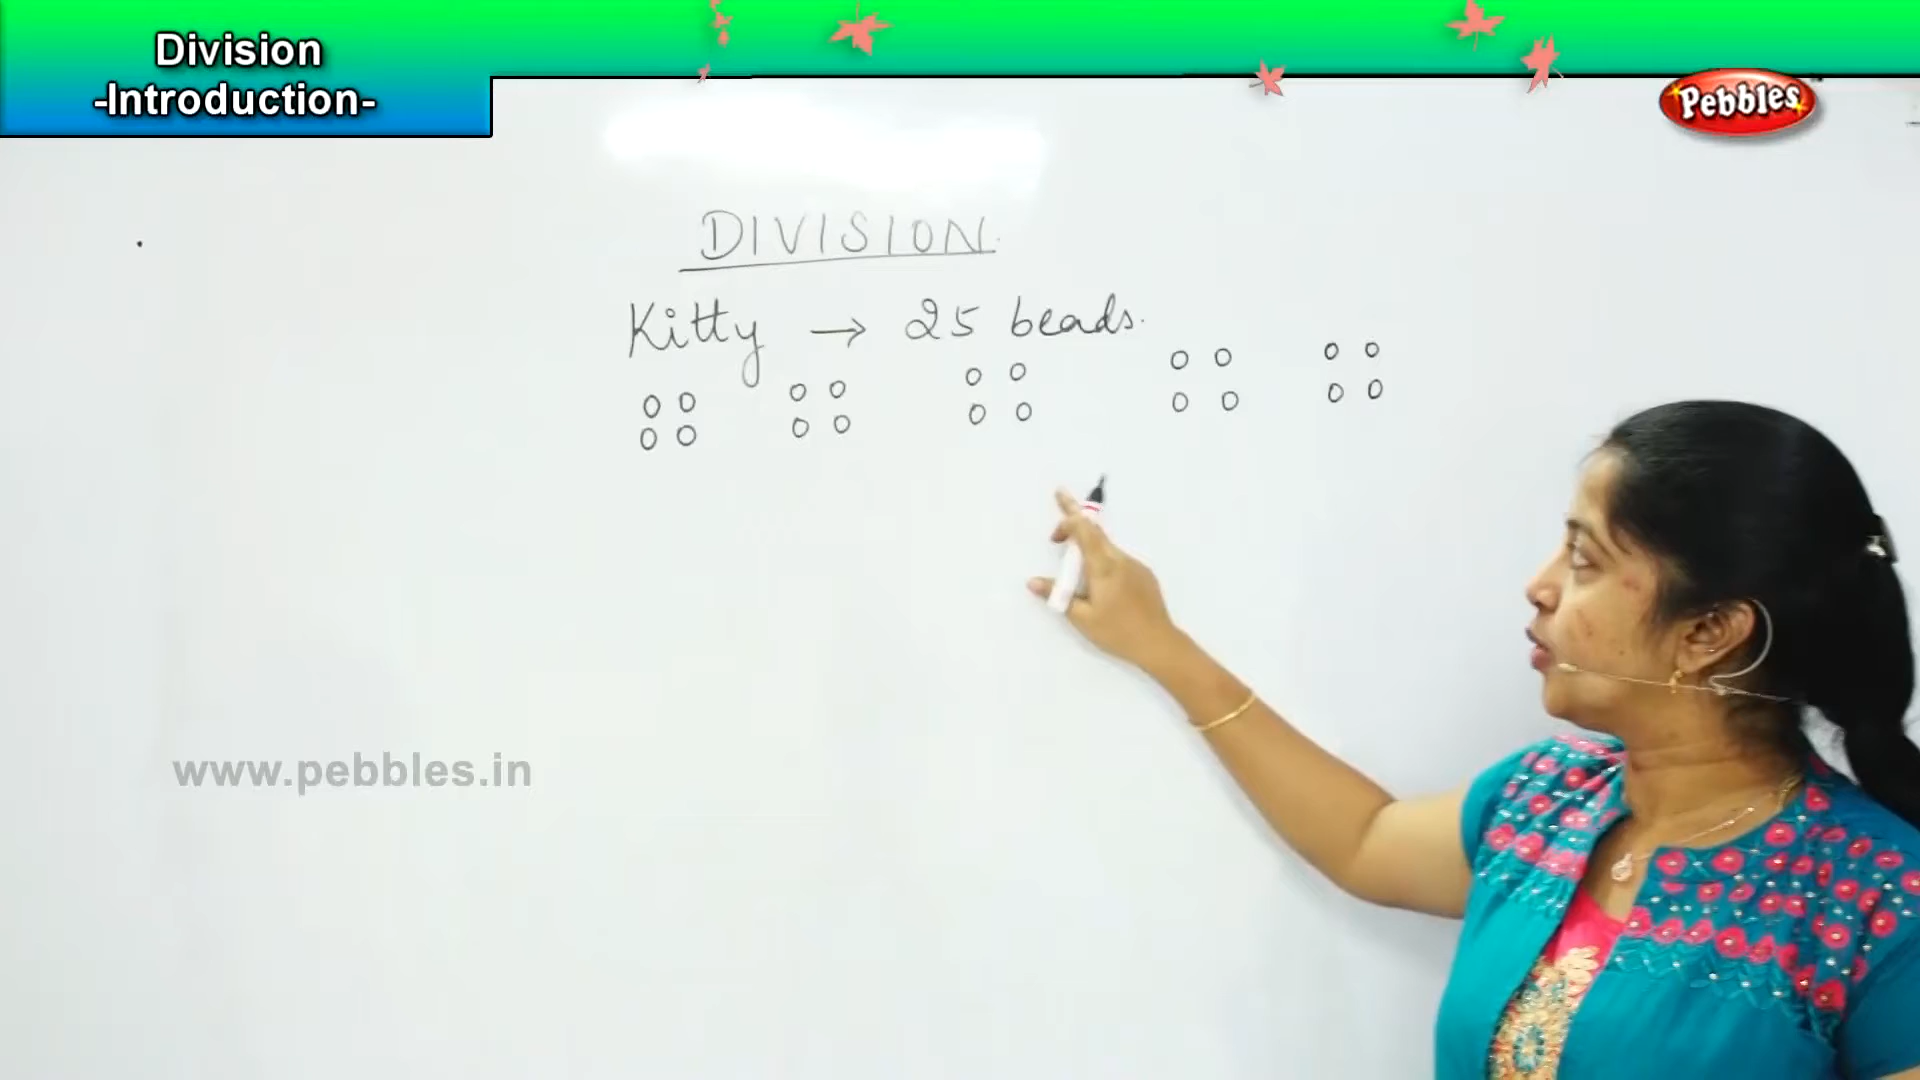 Division
-Introduction-
Pebbles
DIVISION.
Kitty → 25 beads.
www.pebbles.in